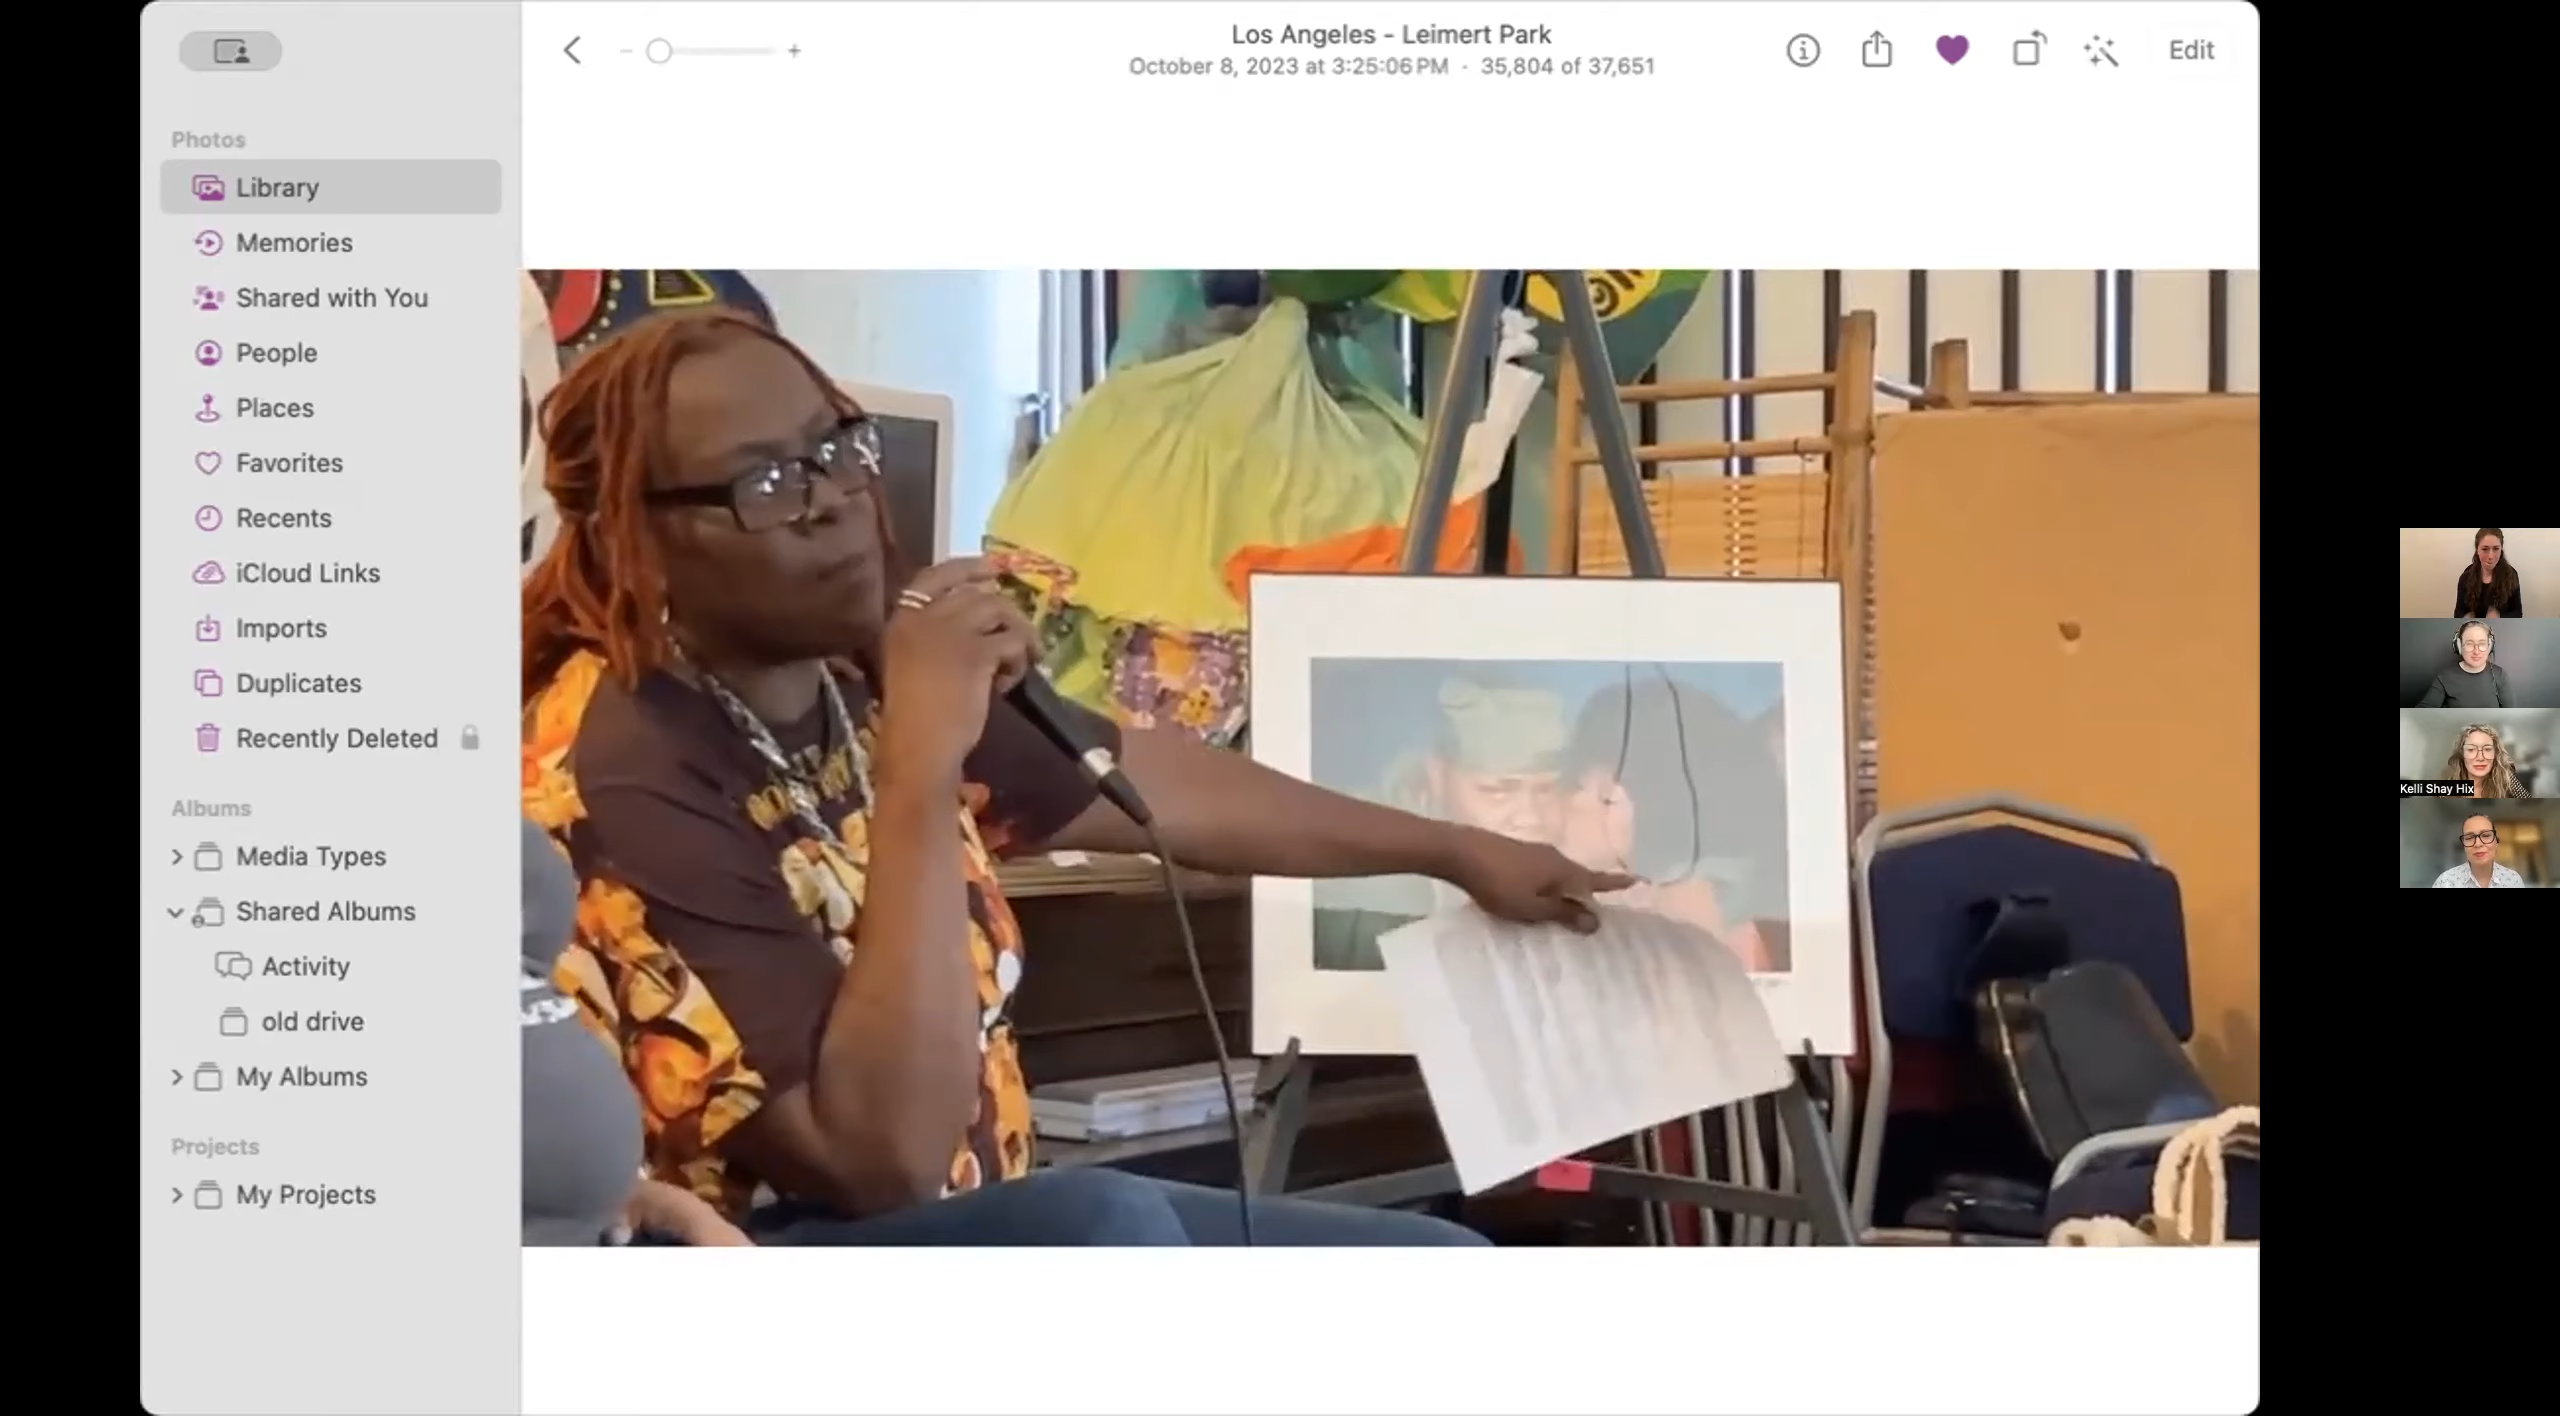 Los Angeles - Leimert Park
October 8, 2023 at 3:25:06 PM · 35,804 of 37,651
Edit
Photos
Library
Memories
Shared with You
People
Places
Favorites
Recents
iCloud Links
Imports
Duplicates
Recently Deleted
Albums
Media Types
Shared Albums
Activity
old drive
My Albums
Projects
My Projects
Kelli Shay Hix